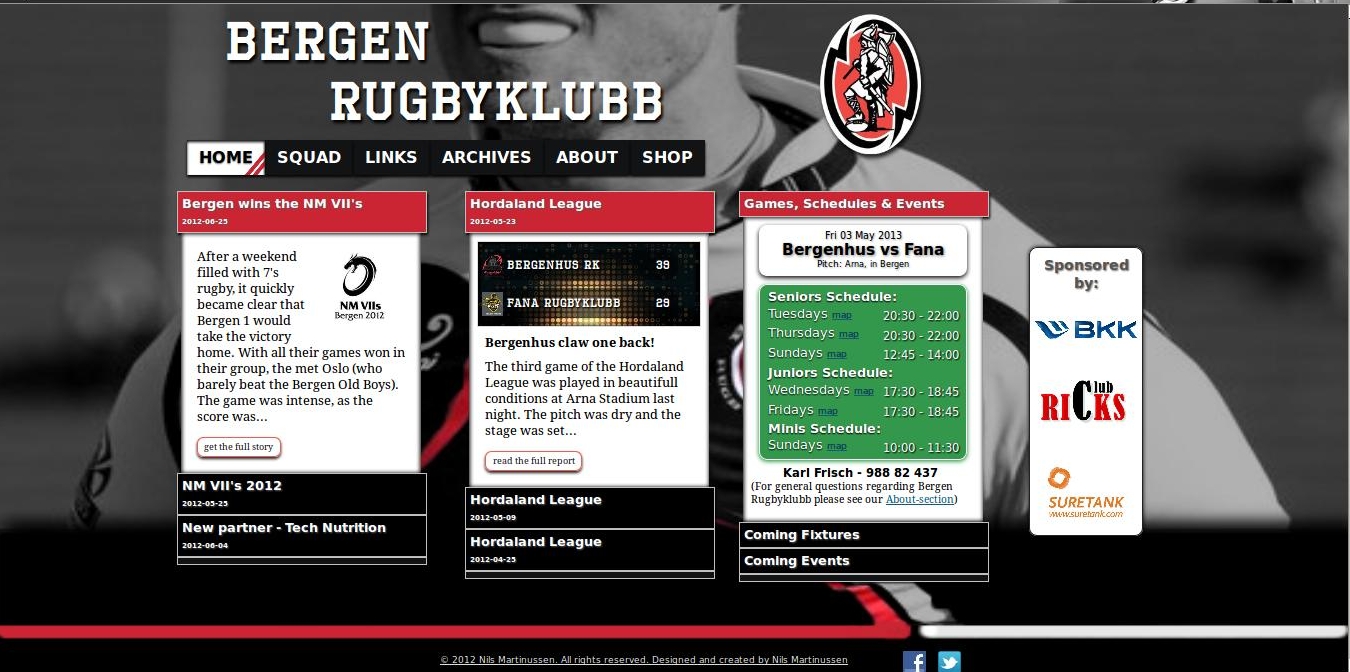 BERGEN
RUGBYKLUBB
HOME SQUAD LINKS ARCHIVES ABOUT SHOP
Bergen wins the NM VII's
2012-06-25
After a weekend
filled with 7's
rugby, it quickly
became clear that
Bergen 1 would
take the victory
home. With all their games won in
their group, the met Oslo (who
barely beat the Bergen Old Boys).
The game was intense, as the
score was...
NM VIIs
Bergen 2012
get the full story
NM VII's 2012
2012-05-25
New partner - Tech Nutrition
2012-06-04
Hordaland League
2012-05-23
BERGENHUS RK 39
FANA RUGBYKLUBB 29
Bergenhus claw one back!
The third game of the Hordaland
League was played in beautifull
conditions at Arna Stadium last
night. The pitch was dry and the
stage was set...
read the full report
Hordaland League
2012-05-09
Hordaland League
2012-04-25
Games, Schedules & Events
Fri 03 May 2013
Bergenhus vs Fana
Pitch: Arna, in Bergen
Seniors Schedule:
Tuesdays map 20:30 - 22:00
Thursdays map 20:30 - 22:00
Sundays map 12:45 - 14:00
Juniors Schedule:
Wednesdays map 17:30 - 18:45
Fridays map 17:30 - 18:45
Minis Schedule:
Sundays map 10:00 - 11:30
Karl Frisch - 988 82 437
(For general questions regarding Bergen
Rugbyklubb please see our About-section)
Coming Fixtures
Coming Events
Sponsored
by:
BKK
RICKS
club
SURETANK
www.suretank.com
© 2012 Nils Martinussen. All rights reserved. Designed and created by Nils Martinussen